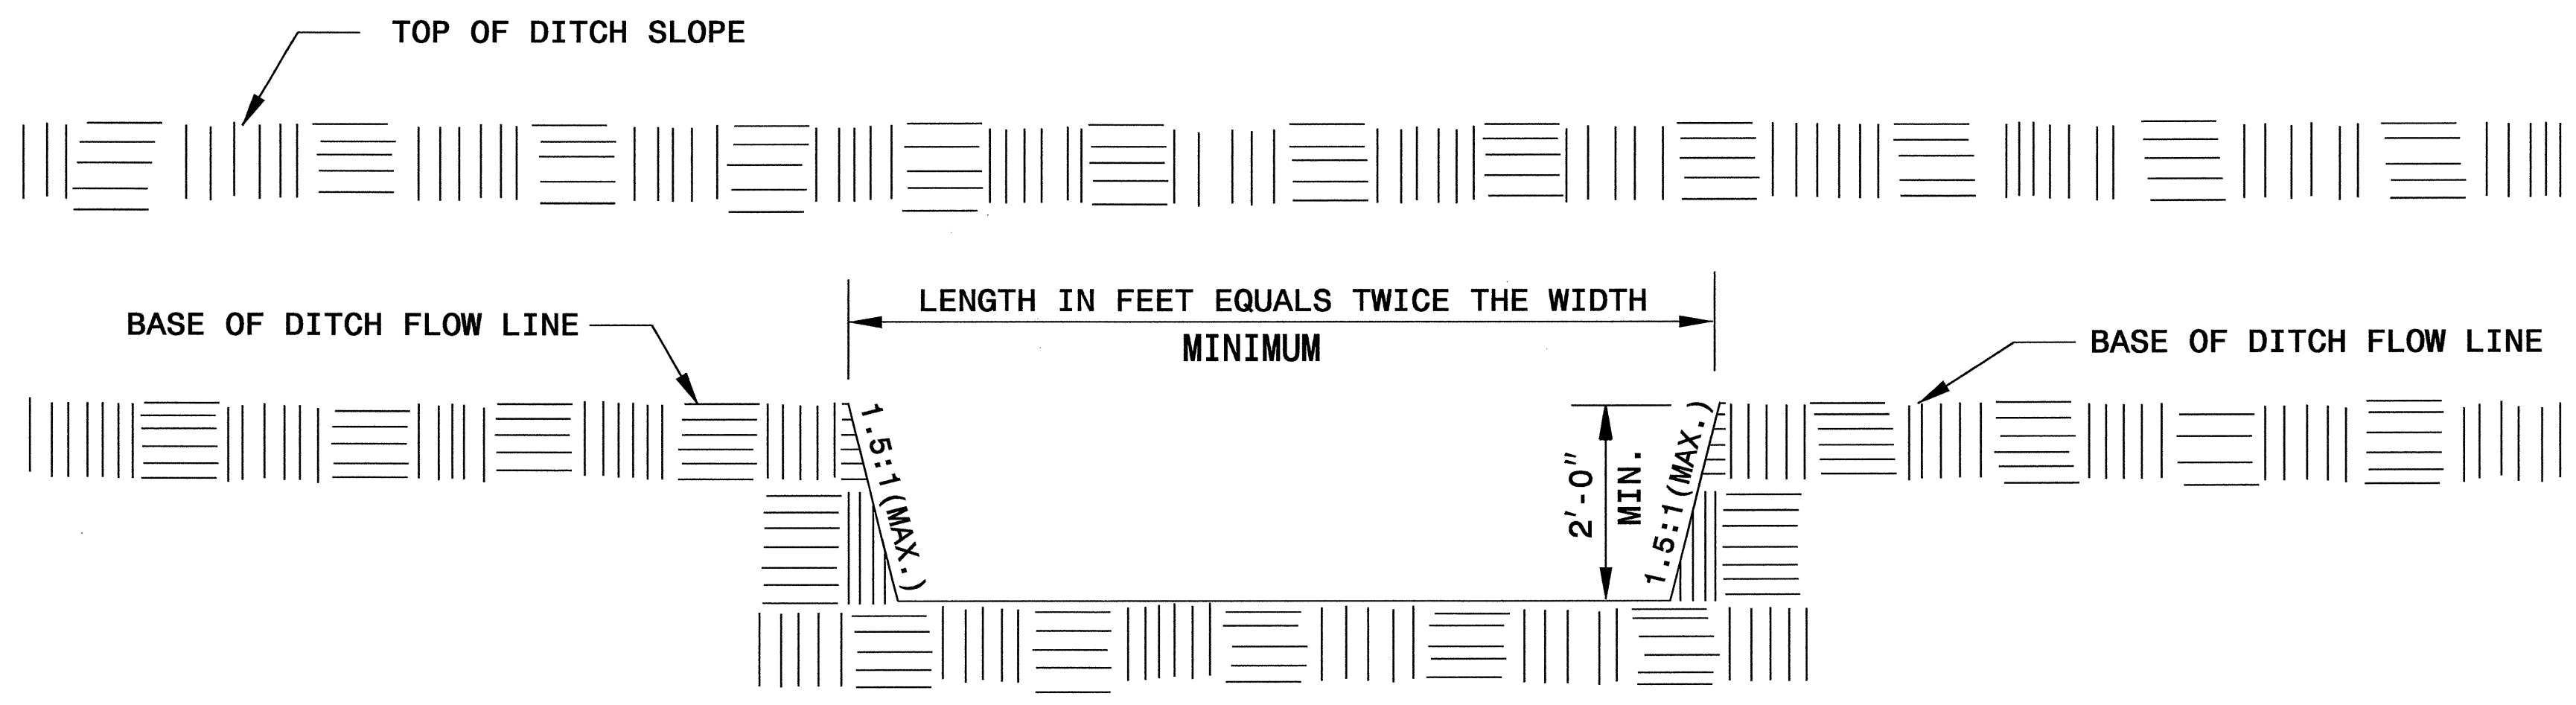 TOP OF DITCH SLOPE
LENGTH IN FEET EQUALS TWICE THE WIDTH
MINIMUM
BASE OF DITCH FLOW LINE
BASE OF DITCH FLOW LINE
1.5:1(MAX.)
2'-0"
MIN.
1.5:1(MAX.)